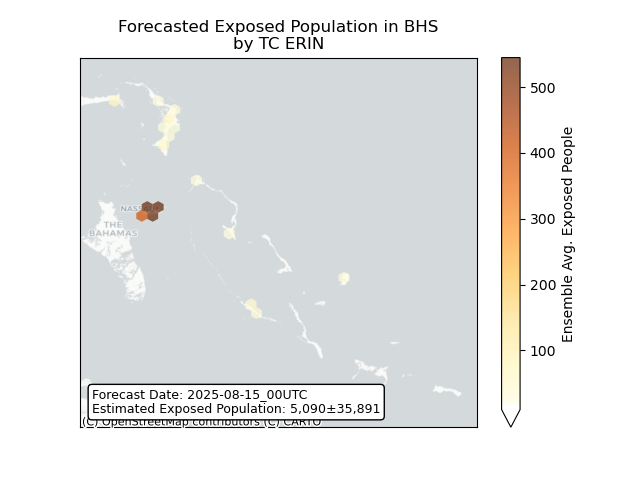 Forecasted Exposed Population in BHS
by TC ERIN
NASSAU
THE
BAHAMAS
500
400
300
200
100
Ensemble Avg. Exposed People
Forecast Date: 2025-08-15_00UTC
Estimated Exposed Population: 5,090±35,891
(C) OpenStreetMap contributors (C) CARTO